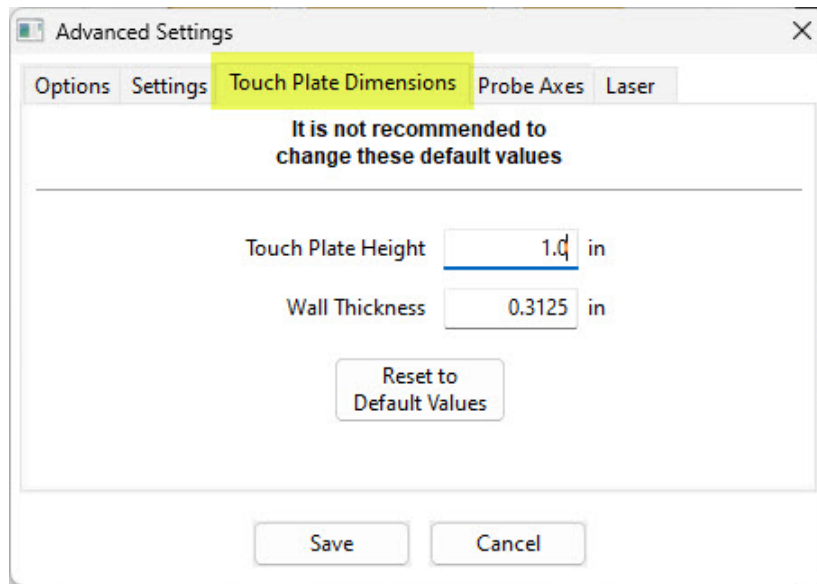 Advanced Settings
Options Settings Touch Plate Dimensions Probe Axes Laser
It is not recommended to
change these default values
Touch Plate Height 1.0 in
Wall Thickness 0.3125 in
Reset to
Default Values
Save Cancel